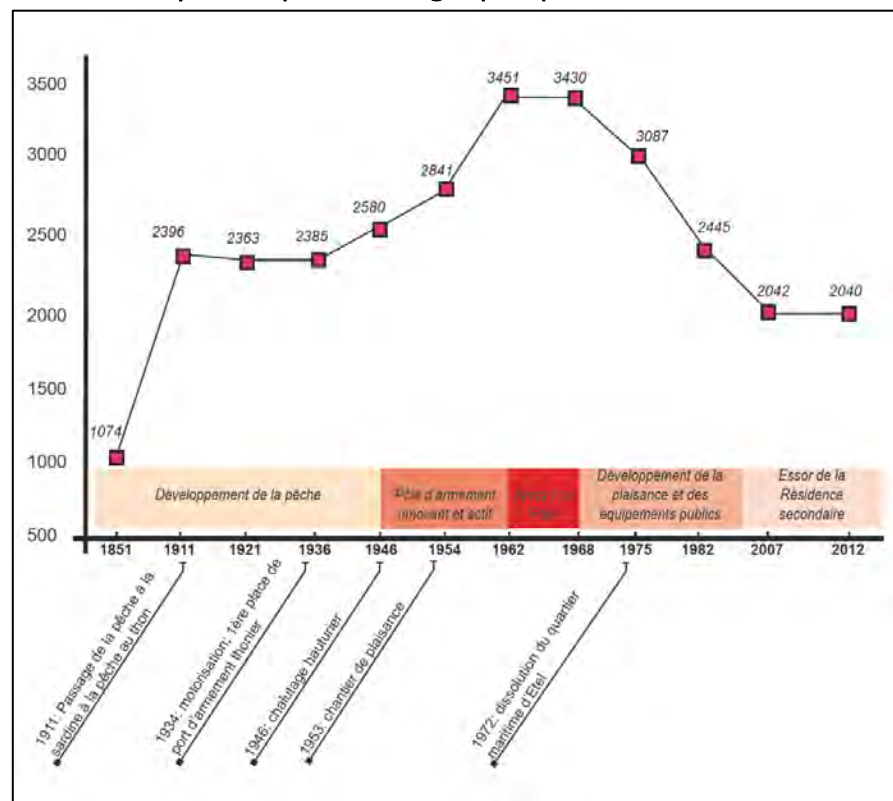 3500
3000
2500
2000
1500
1000
500
1074
2396
2363
2385
2580
2841
3451
3430
3087
2445
2042
2040
Développement de la pêche
Pôle d'armement
innovant et actif
Développement de la
plaisance et des
équipements publics
Essor de la
Résidence
secondaire
1851 1911 1921 1936 1946 1954 1962 1968 1975 1982 2007 2012
1911: Passage de la pêche à la
sardine à la pêche au thon
1934: motorisation: 1ère place de
port d'armement thonier
1946: chalutage hauturier
1953: chantier de plaisance
1972: dissolution du quartier
maritime d'Etel